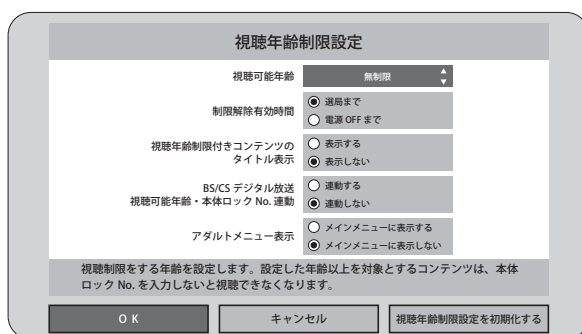 視聴年齢制限設定
視聴可能年齢 無制限
制限解除有効時間
選局まで
電源 OFF まで
視聴年齢制限付きコンテンツの
タイトル表示
表示する
表示しない
BS/CS デジタル放送
視聴可能年齢・本体ロック No. 連動
連動する
連動しない
アダルトメニュー表示
メインメニューに表示する
メインメニューに表示しない
視聴制限をする年齢を設定します。設定した年齢以上を対象とするコンテンツは、本体
ロック No. を入力しないと視聴できなくなります。
O K キャンセル 視聴年齢制限設定を初期化する